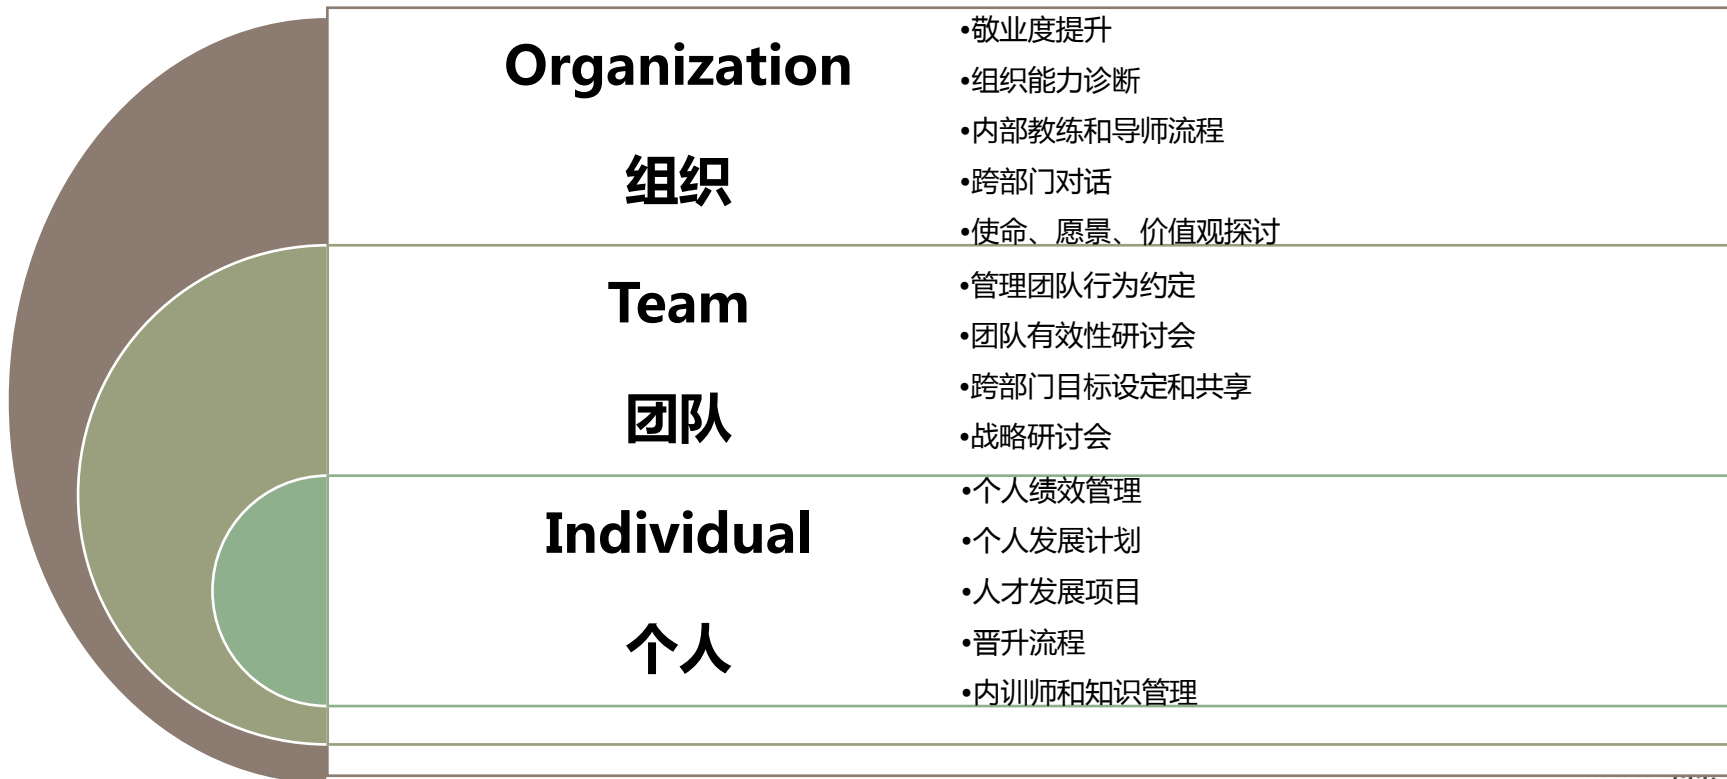 Organization
组织
•敬业度提升
•组织能力诊断
•内部教练和导师流程
•跨部门对话
•使命、愿景、价值观探讨
Team
团队
•管理团队行为约定
•团队有效性研讨会
•跨部门目标设定和共享
•战略研讨会
Individual
个人
•个人绩效管理
•个人发展计划
•人才发展项目
•晋升流程
•内训师和知识管理